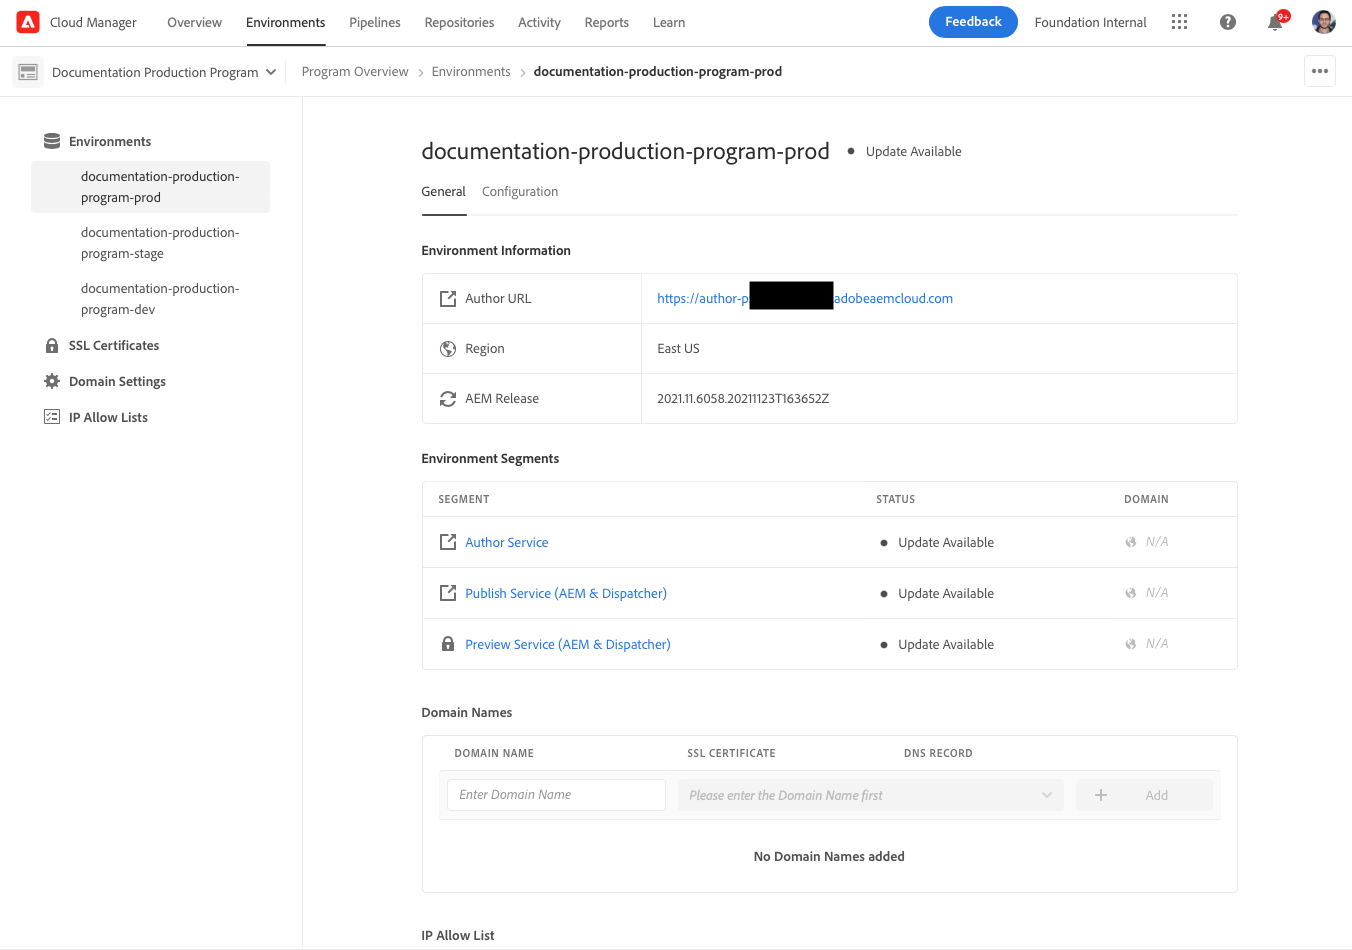 Cloud Manager Overview Environments Pipelines Repositories Activity Reports Learn Feedback Foundation Internal 9+
Documentation Production Program Program Overview Environments documentation-production-program-prod
Environments
documentation-production-
program-prod
documentation-production-
program-stage
documentation-production-
program-dev
SSL Certificates
Domain Settings
IP Allow Lists
documentation-production-program-prod Update Available
General Configuration
Environment Information
Author URL https://author-p adobeaemcloud.com
Region East US
AEM Release 2021.11.6058.20211123T163652Z
Environment Segments
SEGMENT STATUS DOMAIN
Author Service Update Available N/A
Publish Service (AEM & Dispatcher) Update Available N/A
Preview Service (AEM & Dispatcher) Update Available N/A
Domain Names
DOMAIN NAME SSL CERTIFICATE DNS RECORD
Enter Domain Name Please enter the Domain Name first Add
No Domain Names added
IP Allow List